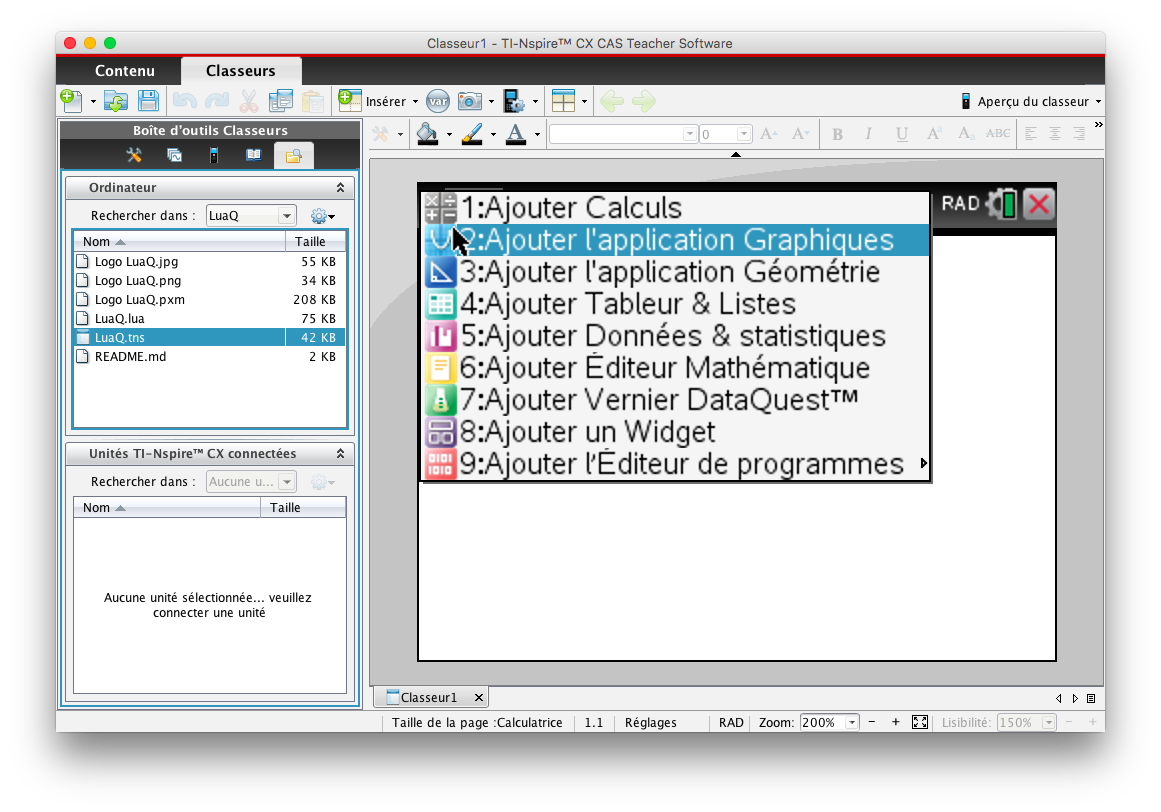 Classeur1 - TI-Nspire™ CX CAS Teacher Software
Contenu Classeurs
Insérer var Aperçu du classeur
Boîte d'outils Classeurs
0 A A B I U A A ABC »
Ordinateur
Rechercher dans : LuaQ
Nom Taille
Logo LuaQ.jpg 55 KB
Logo LuaQ.png 34 KB
Logo LuaQ.pxm 208 KB
LuaQ.lua 75 KB
LuaQ.tns 42 KB
README.md 2 KB
Unités TI-Nspire™ CX connectées
Rechercher dans : Aucune u...
Nom Taille
Aucune unité sélectionnée... veuillez
connecter une unité
1:Ajouter Calculs
2:Ajouter l'application Graphiques
3:Ajouter l'application Géométrie
4:Ajouter Tableur & Listes
5:Ajouter Données & statistiques
6:Ajouter Éditeur Mathématique
7:Ajouter Vernier DataQuest™
8:Ajouter un Widget
9:Ajouter l'Éditeur de programmes
RAD
Classeur1
Taille de la page :Calculatrice 1.1 Réglages RAD Zoom: 200% - + Lisibilité: 150% - +